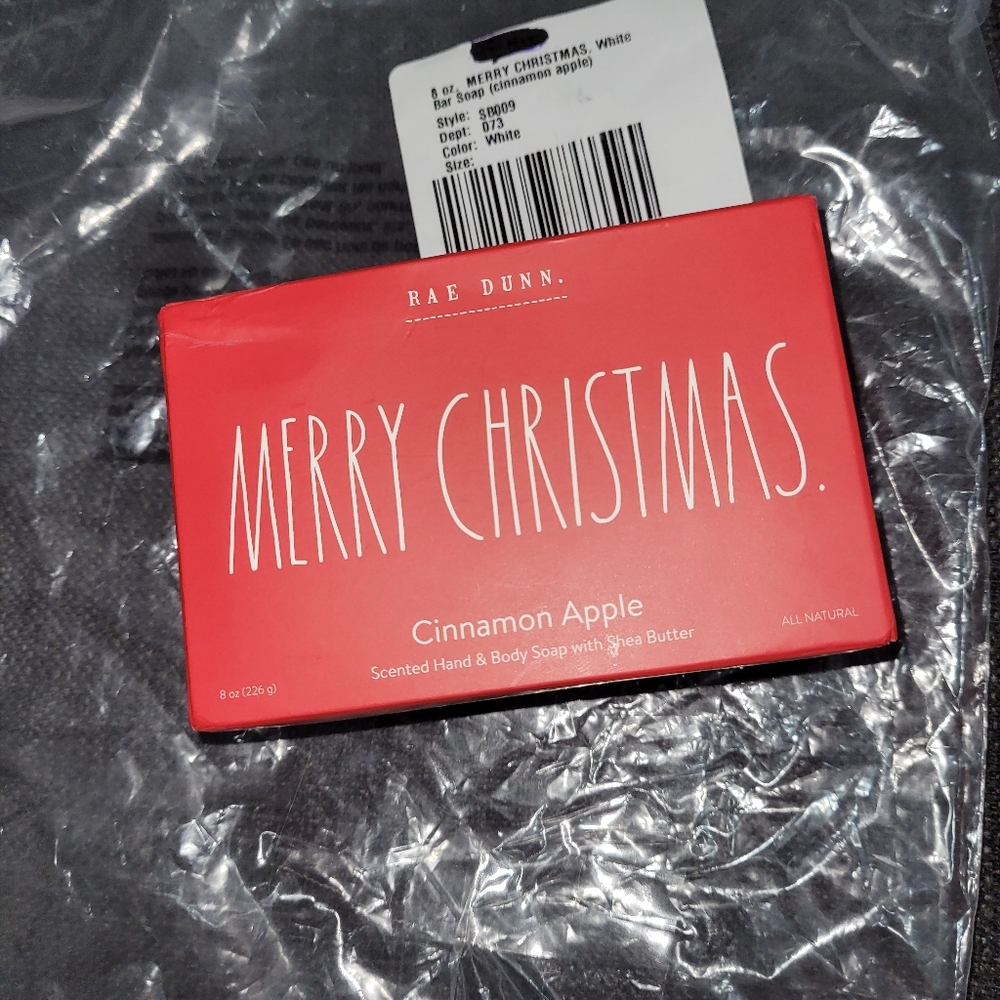 8 oz. MERRY CHRISTMAS, White
Bar Soap (cinnamon apple)
Style: SB009
Dept: 073
Color: White
Size:
RAE DUNN.
MERRY CHRISTMAS.
Cinnamon Apple
Scented Hand & Body Soap with Shea Butter
ALL NATURAL
8 oz (226 g)